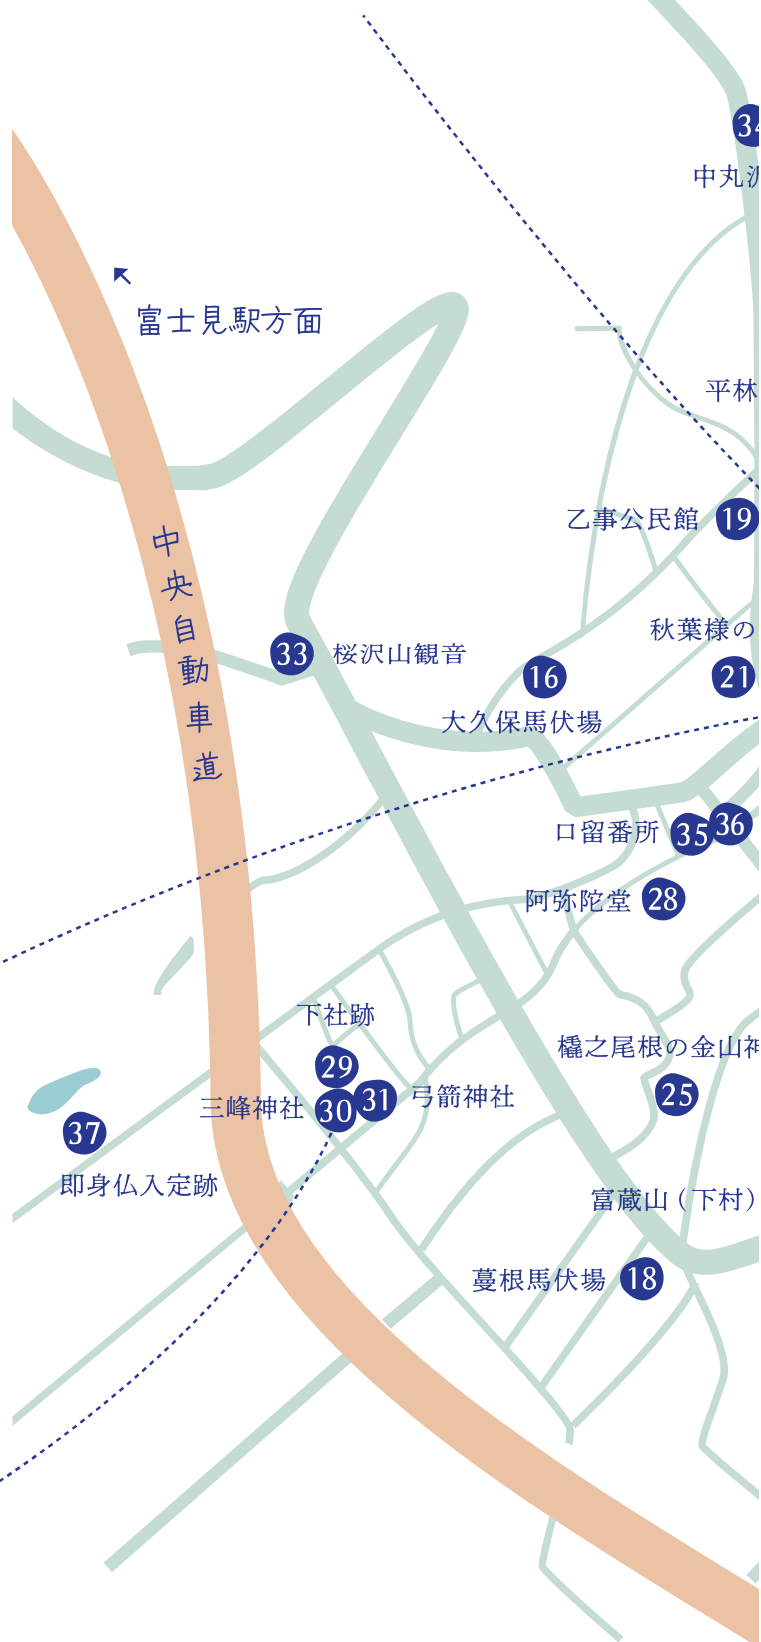 34
中丸沢
富士見駅方面
平林
乙事公民館
19
中央自動車道
秋葉様の
33
桜沢山観音
16
21
大久保馬伏場
口留番所
35
36
阿弥陀堂
28
下社跡
橇之尾根の金山神
29
三峰神社
30
31
弓箭神社
25
37
即身仏入定跡
富蔵山（下村）
蔓根馬伏場
18